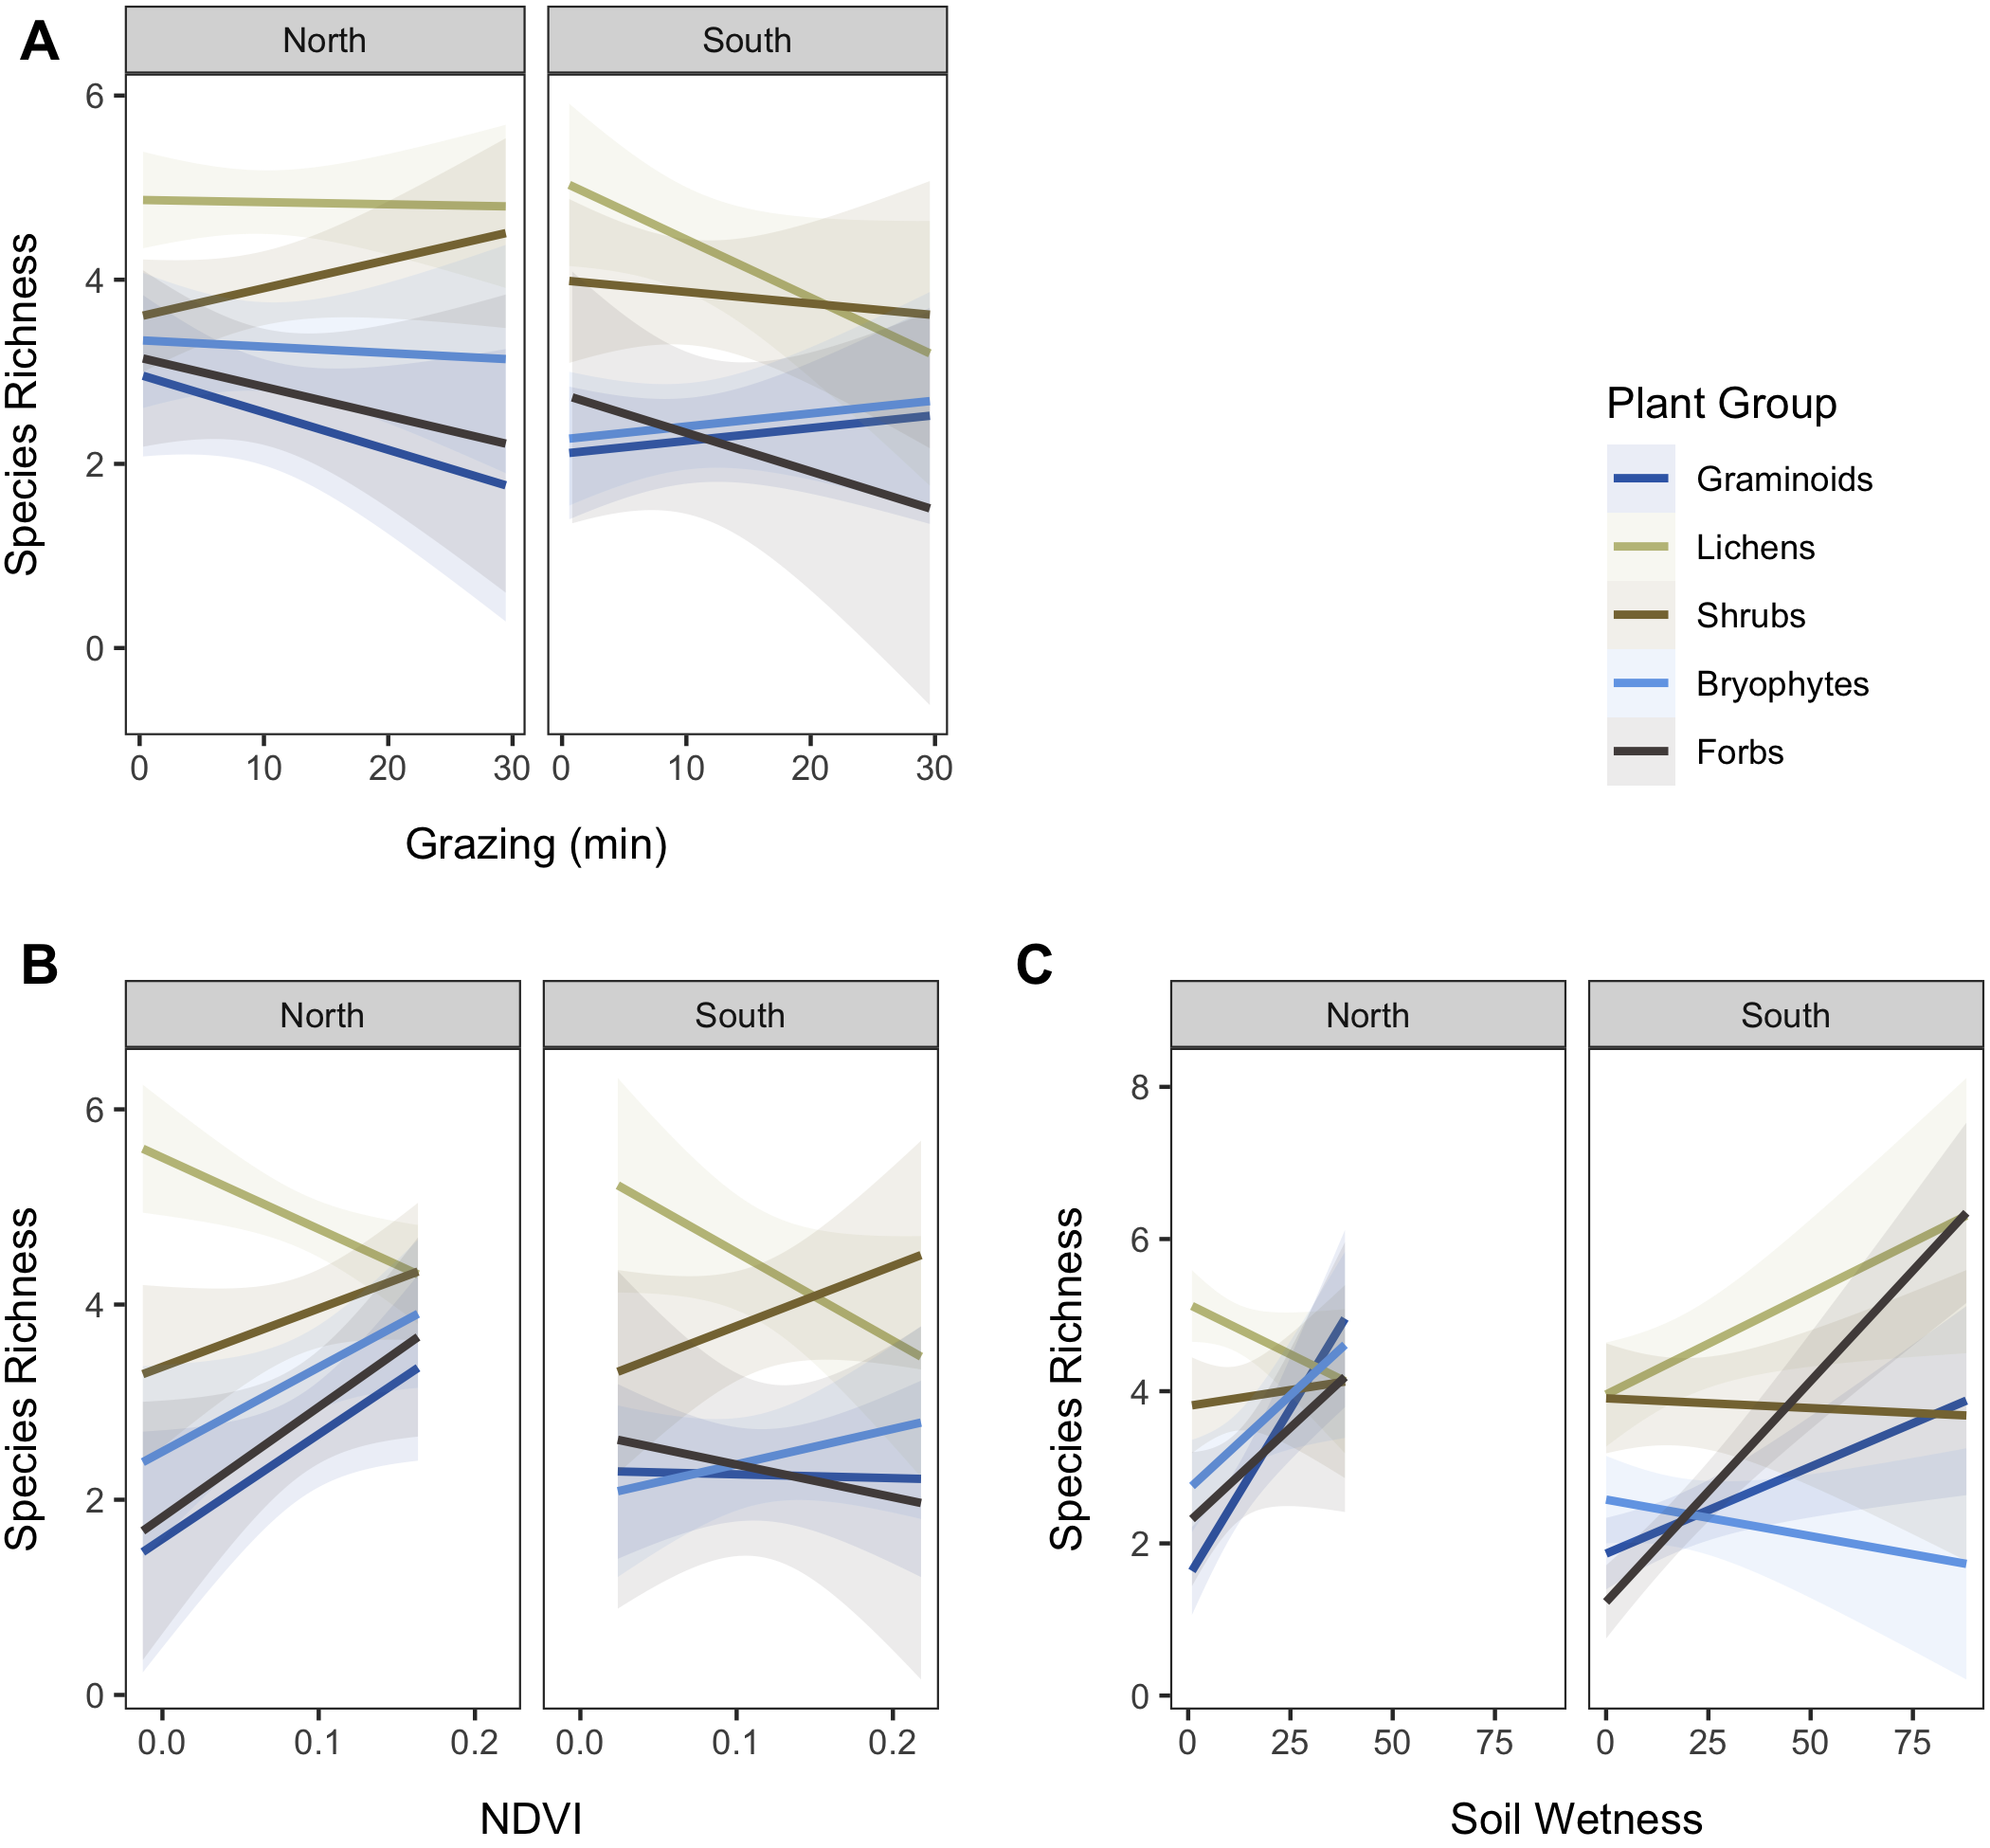 A
North South
Species Richness
6
4
2
0
0 10 20 30 0 10 20 30
Grazing (min)
Plant Group
Graminoids
Lichens
Shrubs
Bryophytes
Forbs
B
North South
Species Richness
6
4
2
0
0.0 0.1 0.2 0.0 0.1 0.2
NDVI
C
North South
Species Richness
8
6
4
2
0
0 25 50 75 0 25 50 75
Soil Wetness